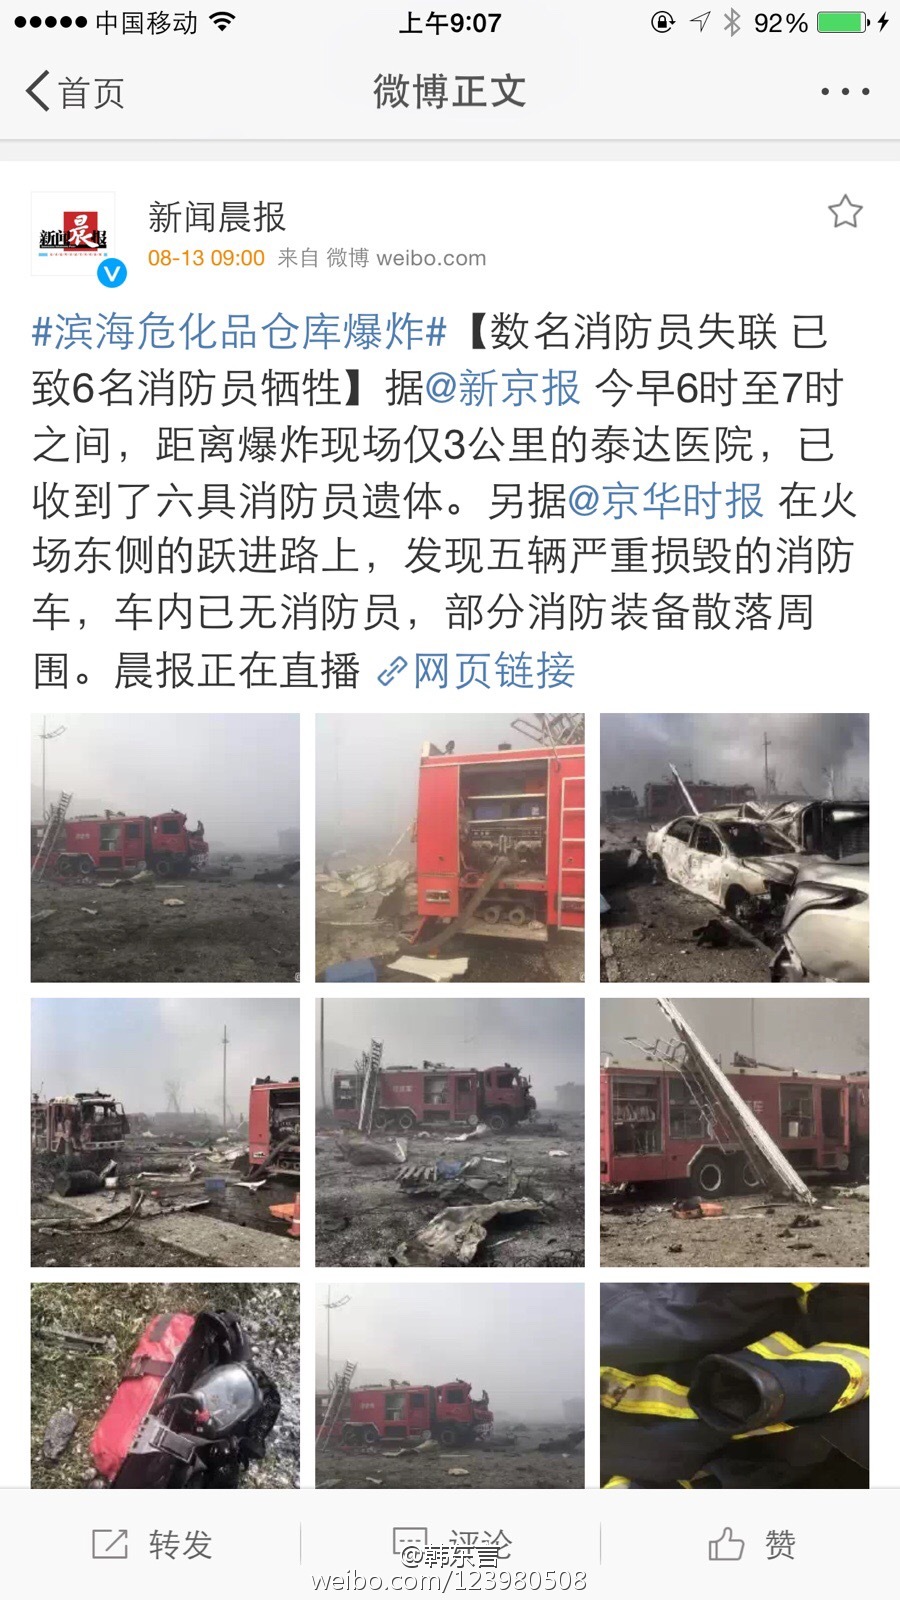 中国移动 上午9:07 92%
首页 微博正文
新闻晨报
新闻晨报
08-13 09:00 来自 微博 weibo.com
#滨海危化品仓库爆炸#【数名消防员失联 已
致6名消防员牺牲】据@新京报 今早6时至7时
之间，距离爆炸现场仅3公里的泰达医院，已
收到了六具消防员遗体。另据@京华时报 在火
场东侧的跃进路上，发现五辆严重损毁的消防
车，车内已无消防员，部分消防装备散落周
围。晨报正在直播 网页链接
转发 评论 赞
@韩东言
weibo.com/123980508